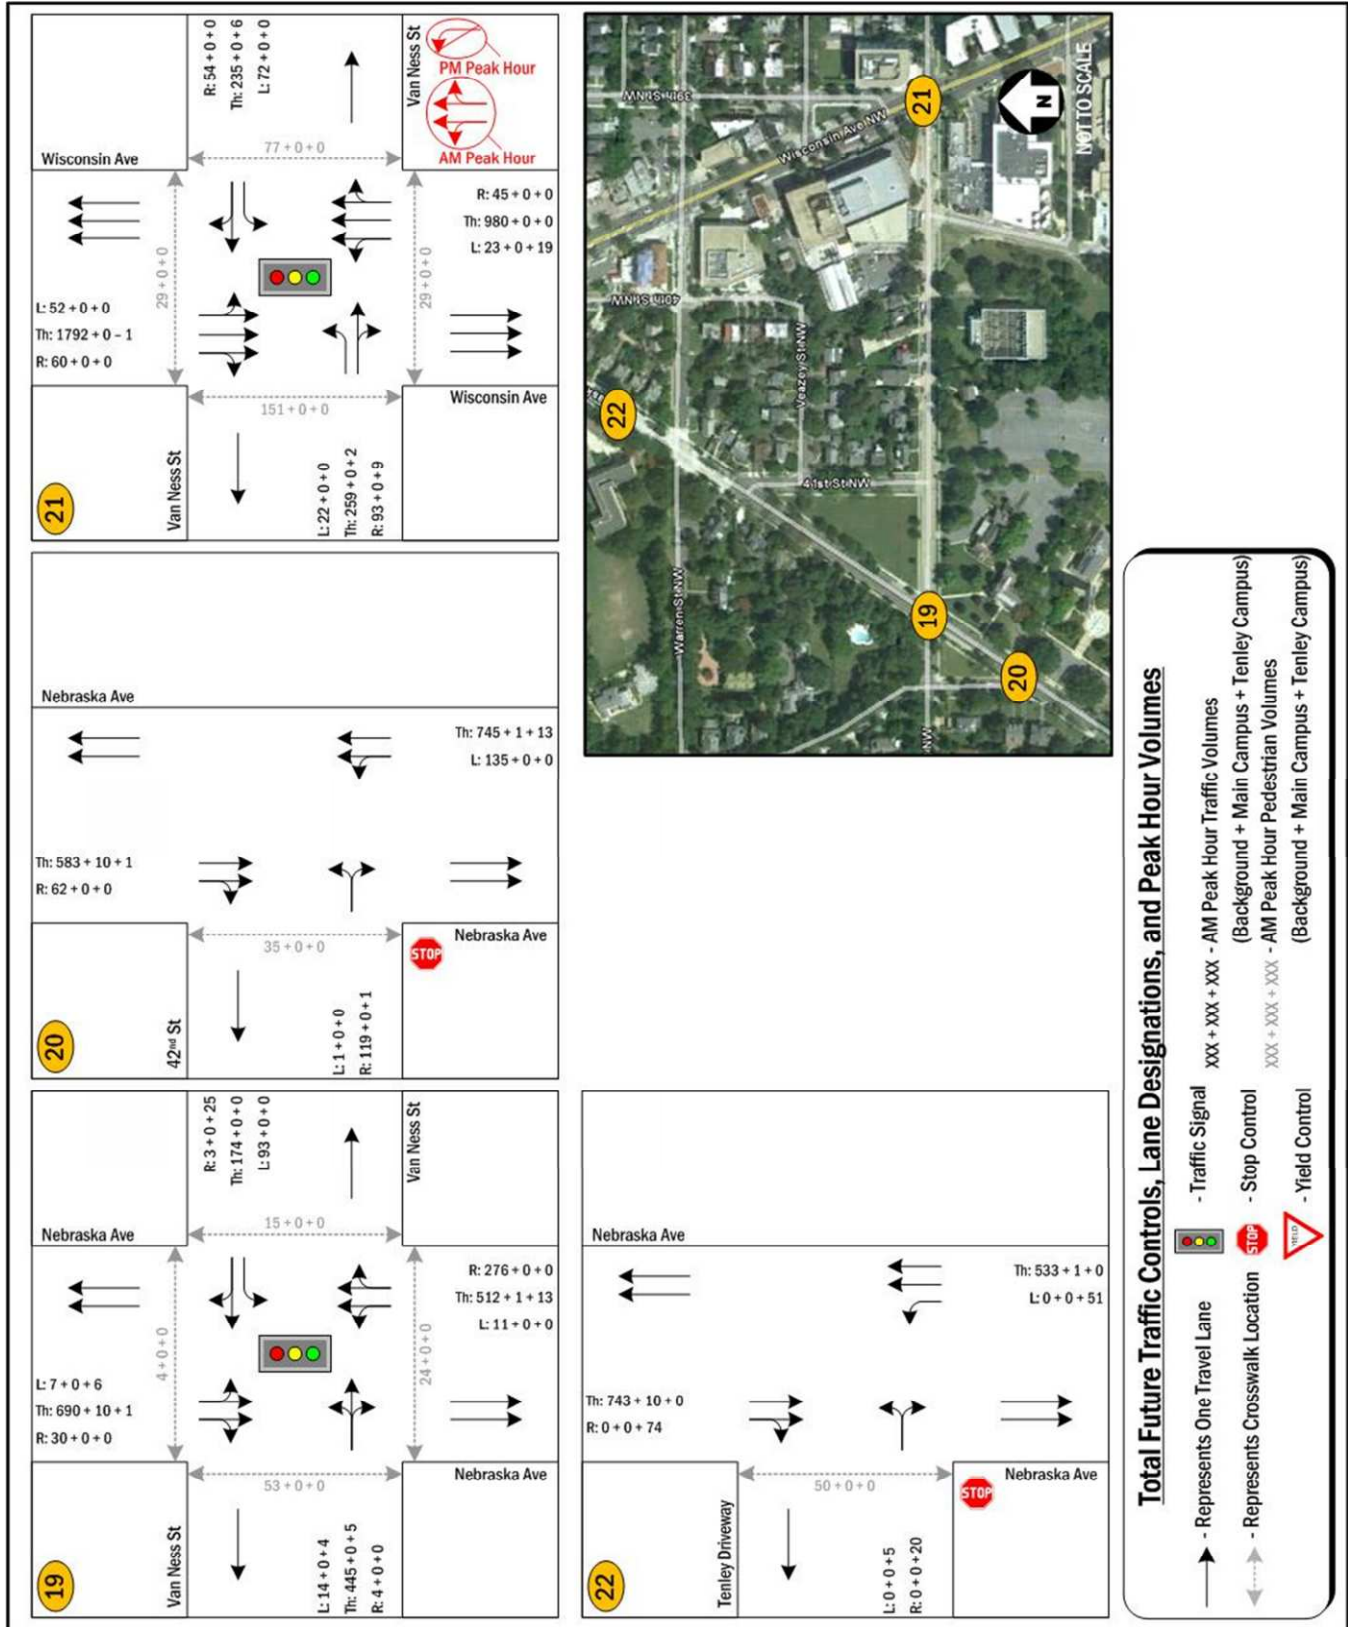 19
Van Ness St
Nebraska Ave
L: 7 + 0 + 6
Th: 690 + 10 + 1
R: 30 + 0 + 0
4 + 0 + 0
R: 3 + 0 + 25
Th: 174 + 0 + 0
L: 93 + 0 + 0
15 + 0 + 0
53 + 0 + 0
24 + 0 + 0
R: 276 + 0 + 0
Th: 512 + 1 + 13
L: 11 + 0 + 0
L: 14 + 0 + 4
Th: 445 + 0 + 5
R: 4 + 0 + 0
Nebraska Ave
Van Ness St
20
42nd St
Nebraska Ave
Th: 583 + 10 + 1
R: 62 + 0 + 0
35 + 0 + 0
Th: 745 + 1 + 13
L: 135 + 0 + 0
L: 1 + 0 + 0
R: 119 + 0 + 1
STOP
Nebraska Ave
21
Van Ness St
Wisconsin Ave
L: 52 + 0 + 0
Th: 1792 + 0 – 1
R: 60 + 0 + 0
29 + 0 + 0
R: 54 + 0 + 0
Th: 235 + 0 + 6
L: 72 + 0 + 0
77 + 0 + 0
151 + 0 + 0
29 + 0 + 0
R: 45 + 0 + 0
Th: 980 + 0 + 0
L: 23 + 0 + 19
L: 22 + 0 + 0
Th: 259 + 0 + 2
R: 93 + 0 + 9
Wisconsin Ave
Van Ness St
AM Peak Hour
PM Peak Hour
22
Tenley Driveway
Nebraska Ave
Th: 743 + 10 + 0
R: 0 + 0 + 74
50 + 0 + 0
Th: 533 + 1 + 0
L: 0 + 0 + 51
L: 0 + 0 + 5
R: 0 + 0 + 20
STOP
Nebraska Ave
22
19
20
21
Warren St NW
40th St NW
39th St NW
Wisconsin Ave NW
Veazey St NW
41st St NW
NW
N
NOT TO SCALE
Total Future Traffic Controls, Lane Designations, and Peak Hour Volumes
- Represents One Travel Lane
- Represents Crosswalk Location
- Traffic Signal
STOP - Stop Control
YIELD - Yield Control
XXX + XXX + XXX - AM Peak Hour Traffic Volumes
(Background + Main Campus + Tenley Campus)
XXX + XXX + XXX - AM Peak Hour Pedestrian Volumes
(Background + Main Campus + Tenley Campus)